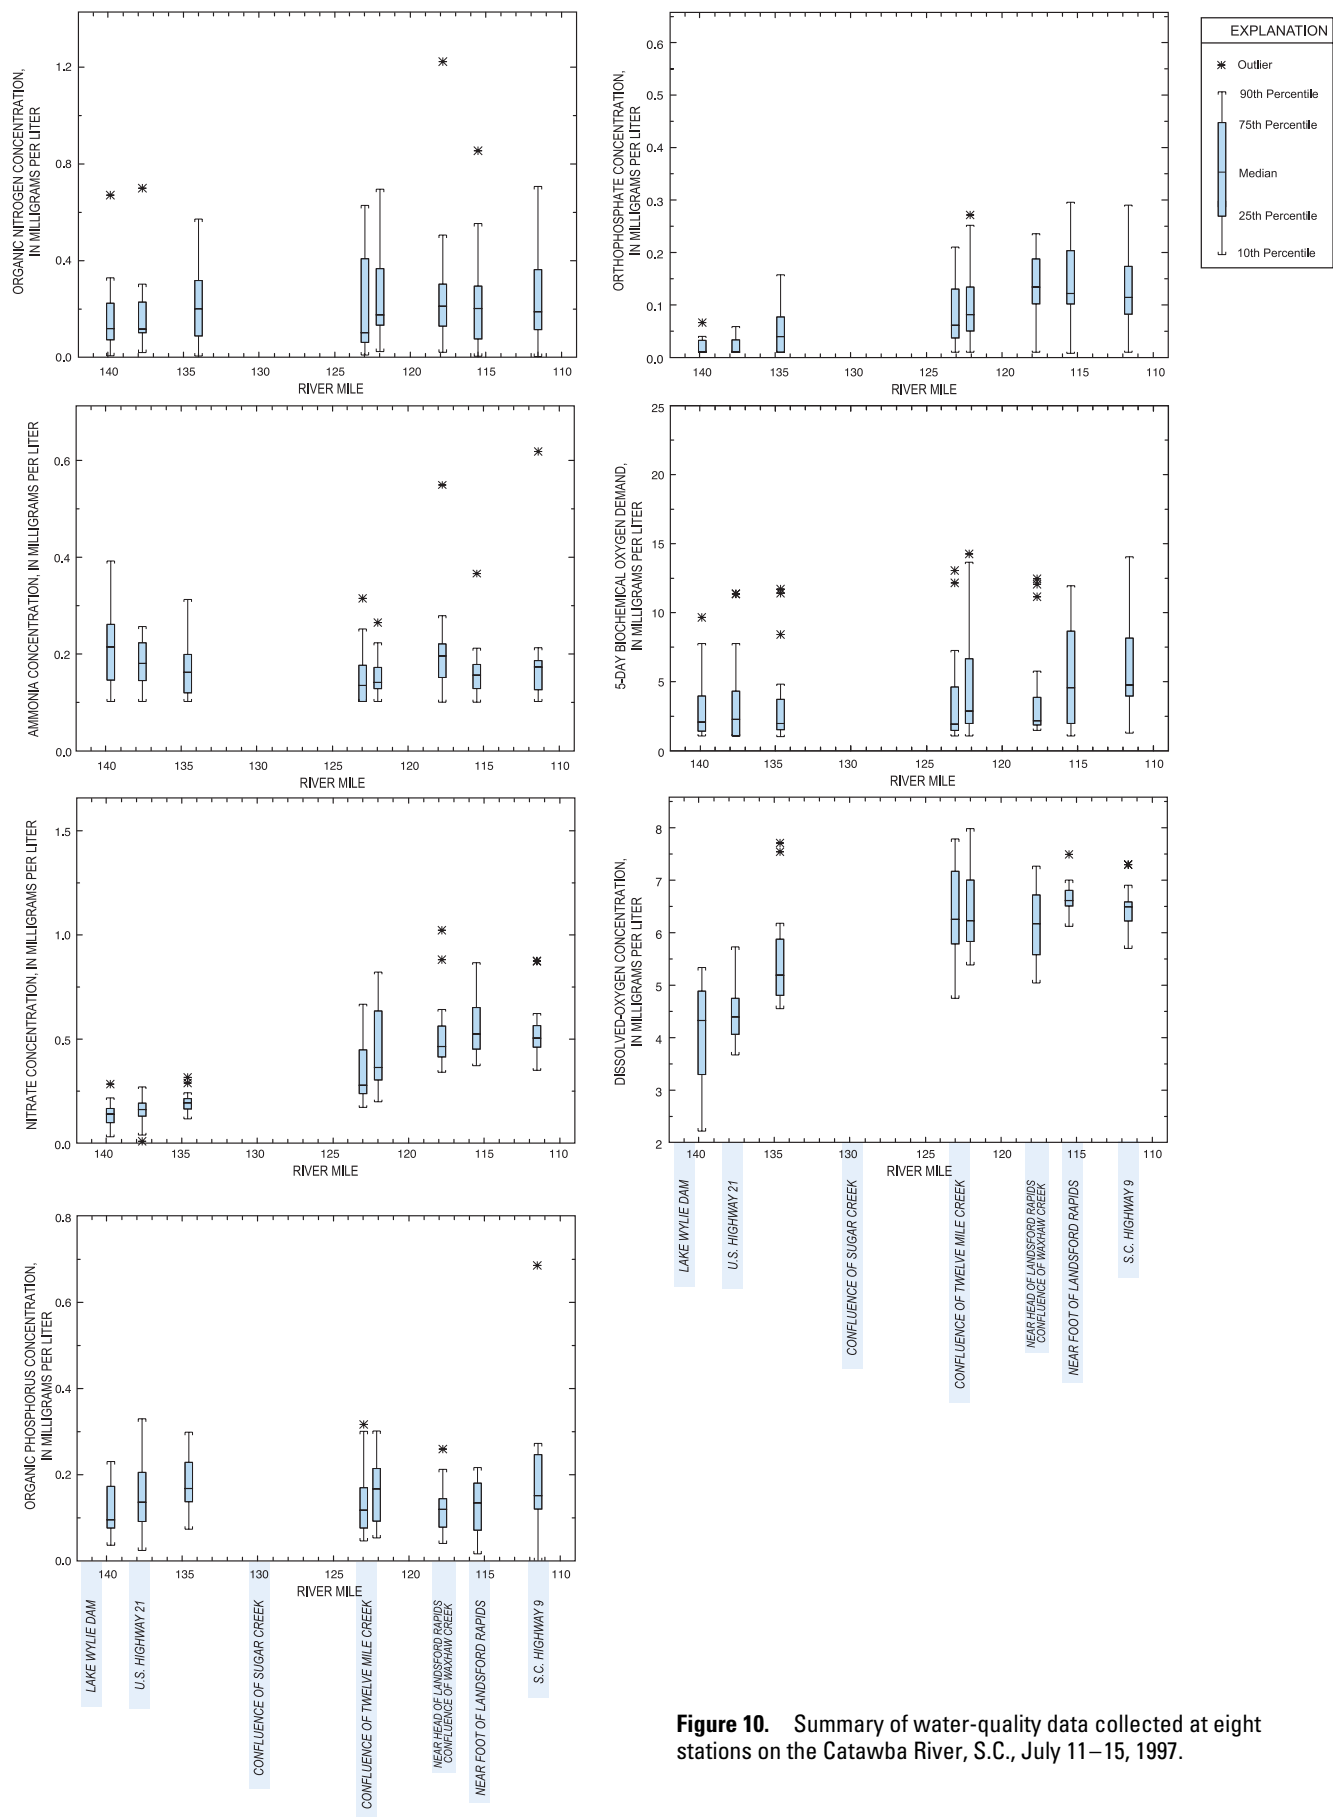 ORGANIC NITROGEN CONCENTRATION,
IN MILLIGRAMS PER LITER
1.2
0.8
0.4
0.0
140 135 130 125 120 115 110
RIVER MILE
ORTHOPHOSPHATE CONCENTRATION,
IN MILLIGRAMS PER LITER
0.6
0.5
0.4
0.3
0.2
0.1
0.0
140 135 130 125 120 115 110
RIVER MILE
EXPLANATION
Outlier
90th Percentile
75th Percentile
Median
25th Percentile
10th Percentile
AMMONIA CONCENTRATION, IN MILLIGRAMS PER LITER
0.6
0.4
0.2
0.0
140 135 130 125 120 115 110
RIVER MILE
5-DAY BIOCHEMICAL OXYGEN DEMAND,
IN MILLIGRAMS PER LITER
25
20
15
10
5
0
140 135 130 125 120 115 110
RIVER MILE
NITRATE CONCENTRATION, IN MILLIGRAMS PER LITER
1.5
1.0
0.5
0.0
140 135 130 125 120 115 110
RIVER MILE
DISSOLVED-OXYGEN CONCENTRATION,
IN MILLIGRAMS PER LITER
8
7
6
5
4
3
2
140 135 130 125 120 115 110
RIVER MILE
LAKE WYLIE DAM
U.S. HIGHWAY 21
CONFLUENCE OF SUGAR CREEK
CONFLUENCE OF TWELVE MILE CREEK
NEAR HEAD OF LANDSFORD RAPIDS
CONFLUENCE OF WAXHAW CREEK
NEAR FOOT OF LANDSFORD RAPIDS
S.C. HIGHWAY 9
ORGANIC PHOSPHORUS CONCENTRATION,
IN MILLIGRAMS PER LITER
0.8
0.6
0.4
0.2
0.0
140 135 130 125 120 115 110
RIVER MILE
LAKE WYLIE DAM
U.S. HIGHWAY 21
CONFLUENCE OF SUGAR CREEK
CONFLUENCE OF TWELVE MILE CREEK
NEAR HEAD OF LANDSFORD RAPIDS
CONFLUENCE OF WAXHAW CREEK
NEAR FOOT OF LANDSFORD RAPIDS
S.C. HIGHWAY 9
Figure 10. Summary of water-quality data collected at eight
stations on the Catawba River, S.C., July 11–15, 1997.